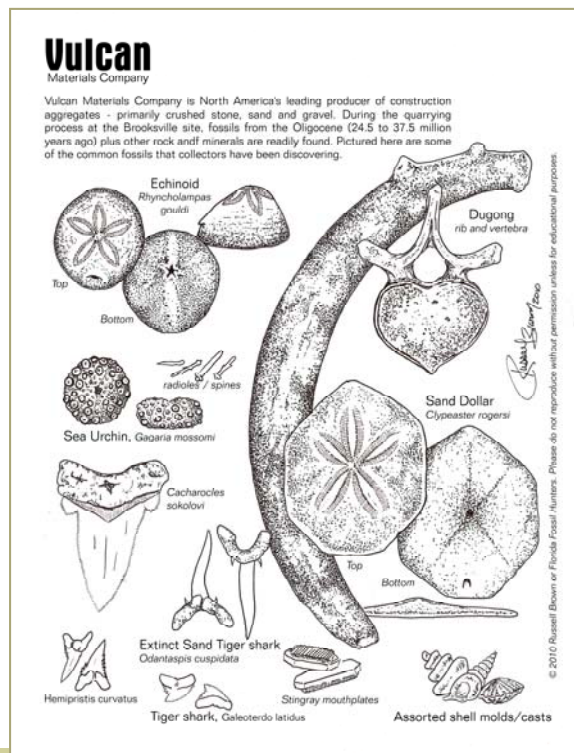 Vulcan
Materials Company
Vulcan Materials Company is North America's leading producer of construction
aggregates - primarily crushed stone, sand and gravel. During the quarrying
process at the Brooksville site, fossils from the Oligocene (24.5 to 37.5 million
years ago) plus other rock andf minerals are readily found. Pictured here are some
of the common fossils that collectors have been discovering.
Echinoid
Rhyncholampas
gouldi
Top
Bottom
Dugong
rib and vertebra
radioles / spines
Sea Urchin, Gagaria mossomi
Sand Dollar
Clypeaster rogersi
Cacharocles
sokolovi
Top
Bottom
Extinct Sand Tiger shark
Odantaspis cuspidata
Hemipristis curvatus
Tiger shark, Galeoterdo latidus
Stingray mouthplates
Assorted shell molds/casts
Russell Brown 2010
© 2010 Russell Brown or Florida Fossil Hunters. Please do not reproduce without permission unless for educational purposes.